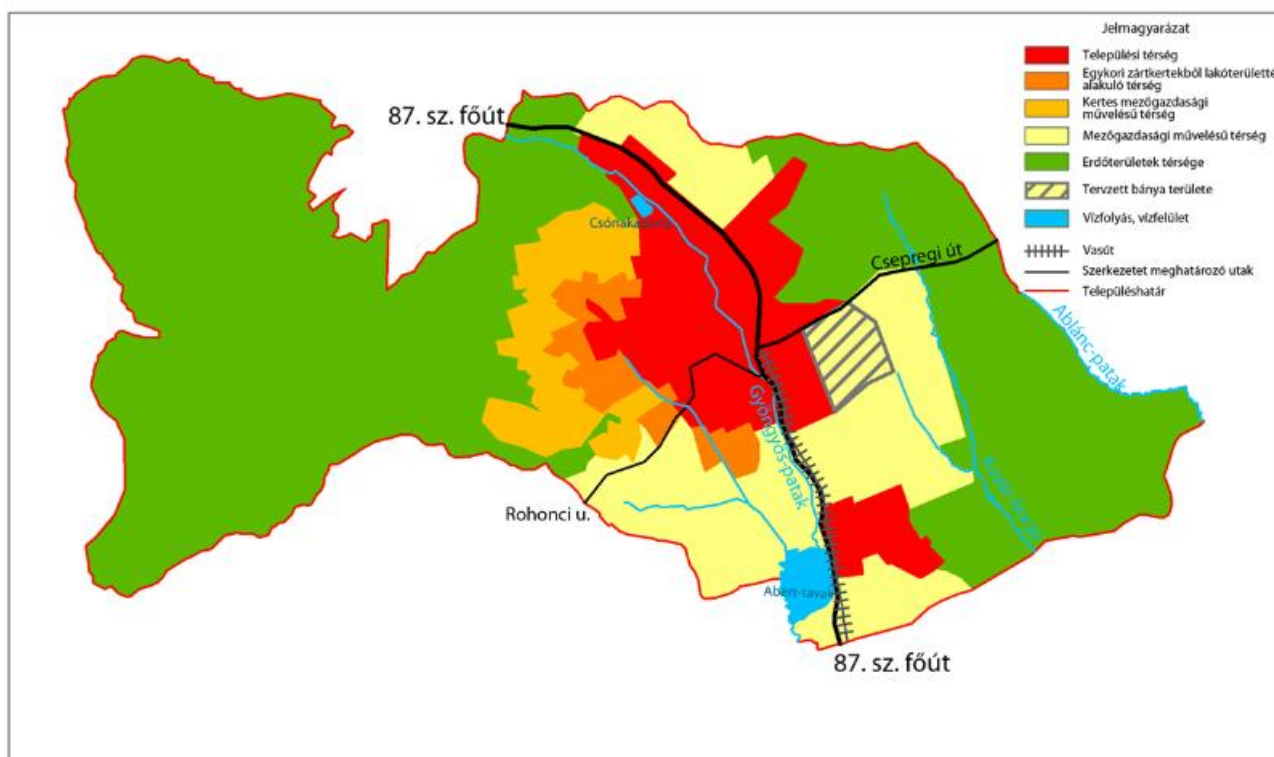 Jelmagyarázat
Települési térség
Egykori zártkertekből lakóterületté
alakuló térség
Kertes mezőgazdasági
művelésű térség
Mezőgazdasági művelésű térség
Erdőterületek térsége
Tervzett bánya területe
Vízfolyás, vízfelület
Vasút
Szerkezetet meghatározó utak
Településhatár
87. sz. főút
Csepregi út
Ablánc-patak
Gyöngyös-patak
Rohonci u.
Abért-tavak
87. sz. főút